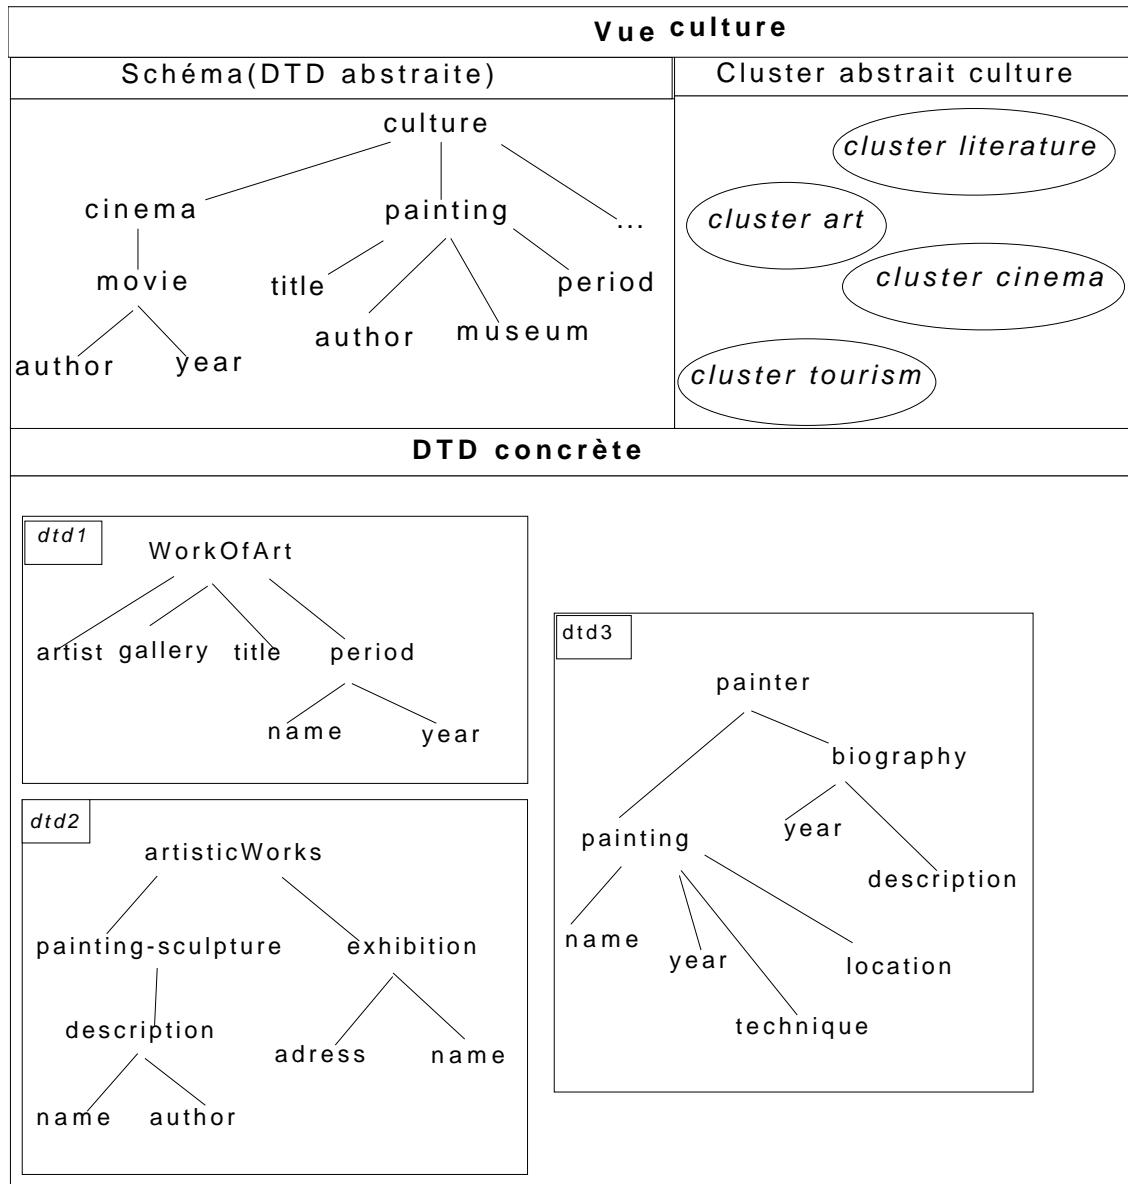 Vue culture
Schéma(DTD abstraite)
Cluster abstrait culture
culture
cinema
painting
...
movie
title
period
author
museum
author
year
cluster literature
cluster art
cluster cinema
cluster tourism
DTD concrète
dtd1
WorkOfArt
artist gallery title period
name year
dtd2
artisticWorks
painting-sculpture exhibition
description
adress name
name author
dtd3
painter
biography
painting
year
description
name
year
location
technique